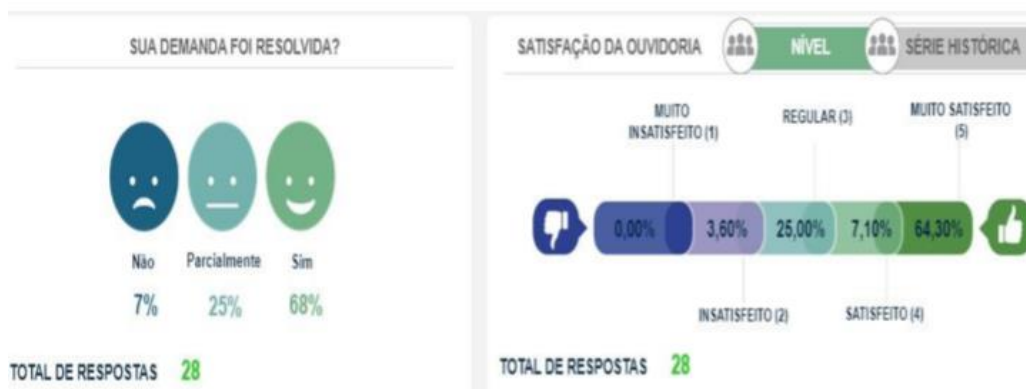 SUA DEMANDA FOI RESOLVIDA?
Não
Parcialmente
Sim
7%
25%
68%
TOTAL DE RESPOSTAS 28
SATISFAÇÃO DA OUVIDORIA
NÍVEL
SÉRIE HISTÓRICA
MUITO
INSATISFEITO (1)
REGULAR (3)
MUITO SATISFEITO
(5)
0,00%
3,60%
25,00%
7,10%
64,30%
INSATISFEITO (2)
SATISFEITO (4)
TOTAL DE RESPOSTAS 28